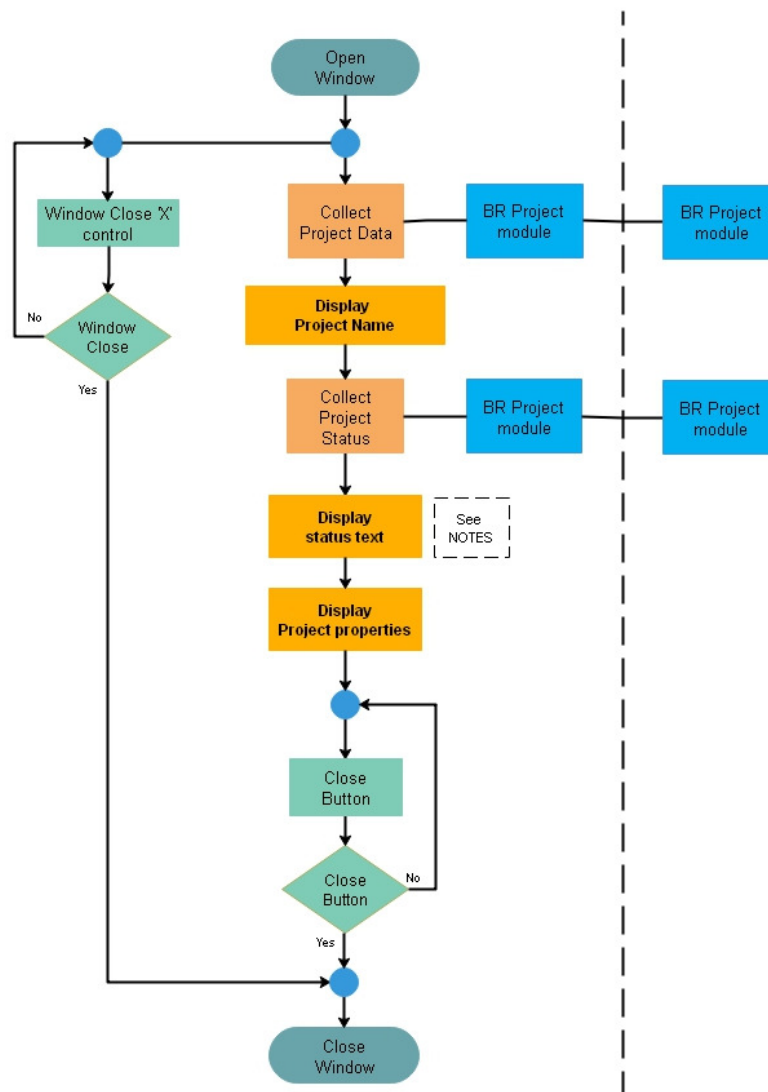 Open
Window
Window Close 'X'
control
Collect
Project Data
BR Project
module
BR Project
module
Display
Project Name
No
Window
Close
Yes
Collect
Project
Status
BR Project
module
BR Project
module
Display
status text
See
NOTES
Display
Project properties
Close
Button
Close
Button
No
Yes
Close
Window